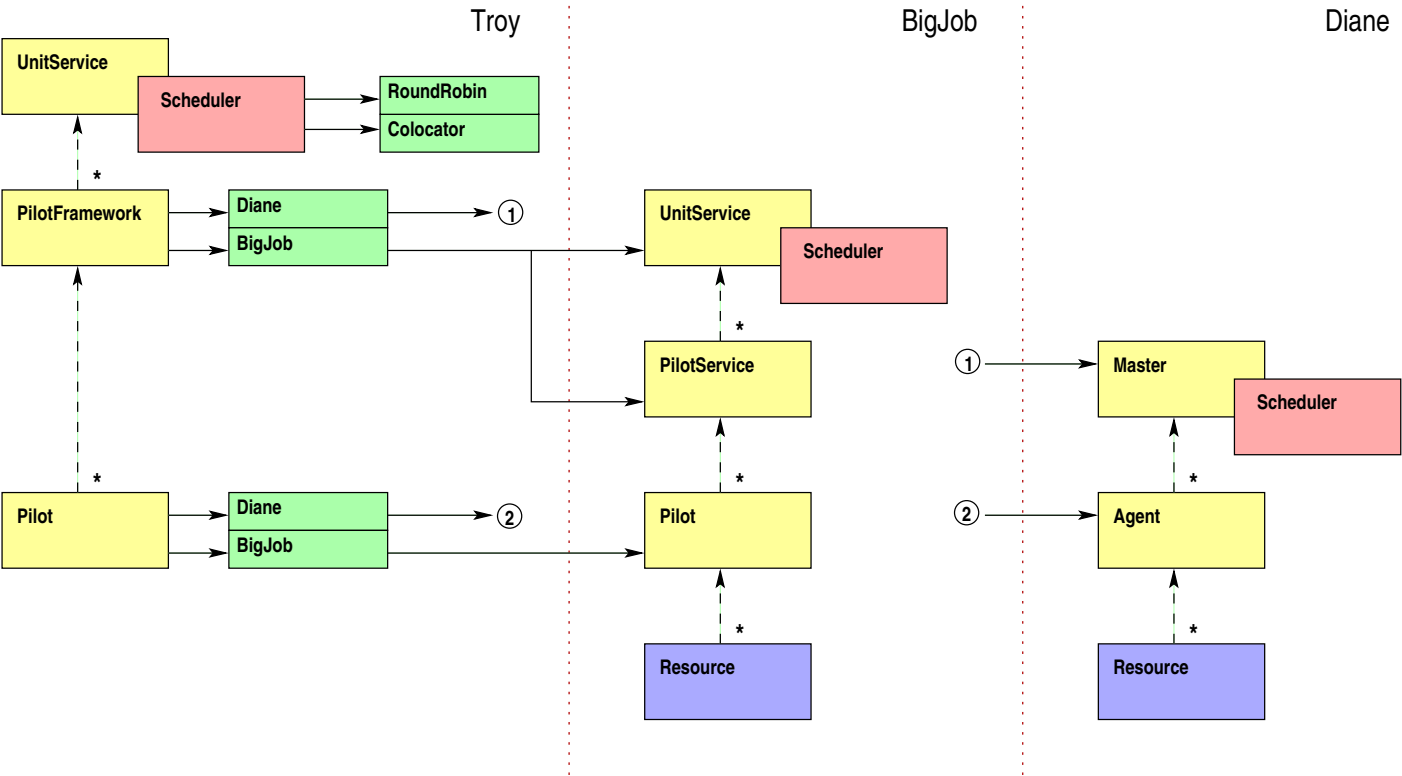 Troy
BigJob
Diane
UnitService
Scheduler
RoundRobin
Colocator
*
PilotFramework
Diane
BigJob
1
UnitService
Scheduler
*
PilotService
1
Master
Scheduler
*
Pilot
Diane
BigJob
2
*
Pilot
2
*
Agent
*
Resource
*
Resource